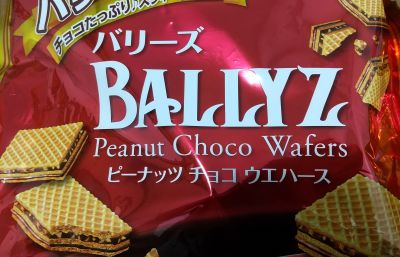 チョコたっぷり
バリーズ
BALLYZ
Peanut Choco Wafers
ピーナッツ チョコ ウエハース